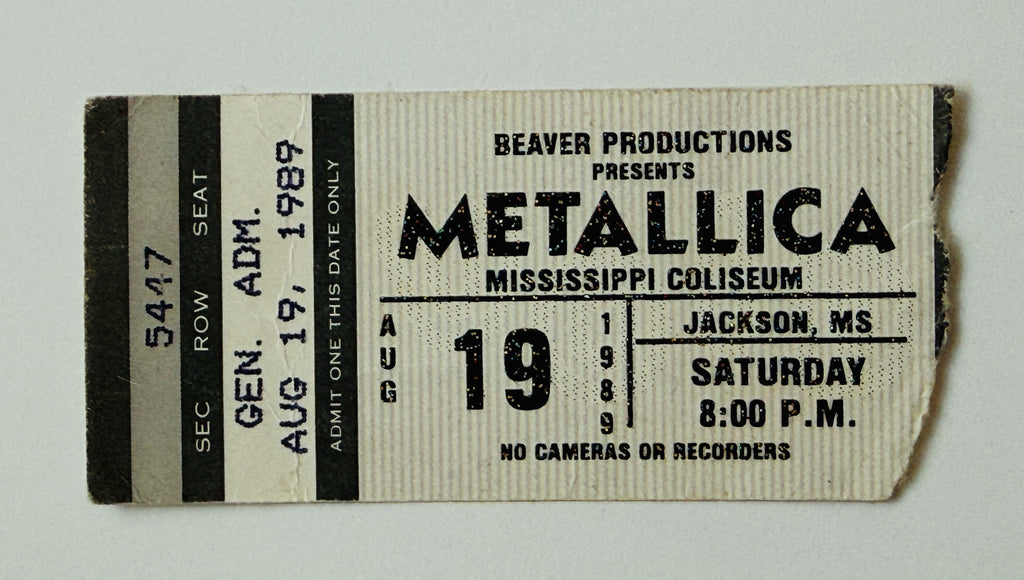 5447
SEC ROW SEAT
GEN. ADM.
AUG 19, 1989
ADMIT ONE THIS DATE ONLY
BEAVER PRODUCTIONS
PRESENTS
METALLICA
MISSISSIPPI COLISEUM
AUG 19 1989
JACKSON, MS
SATURDAY
8:00 P.M.
NO CAMERAS OR RECORDERS